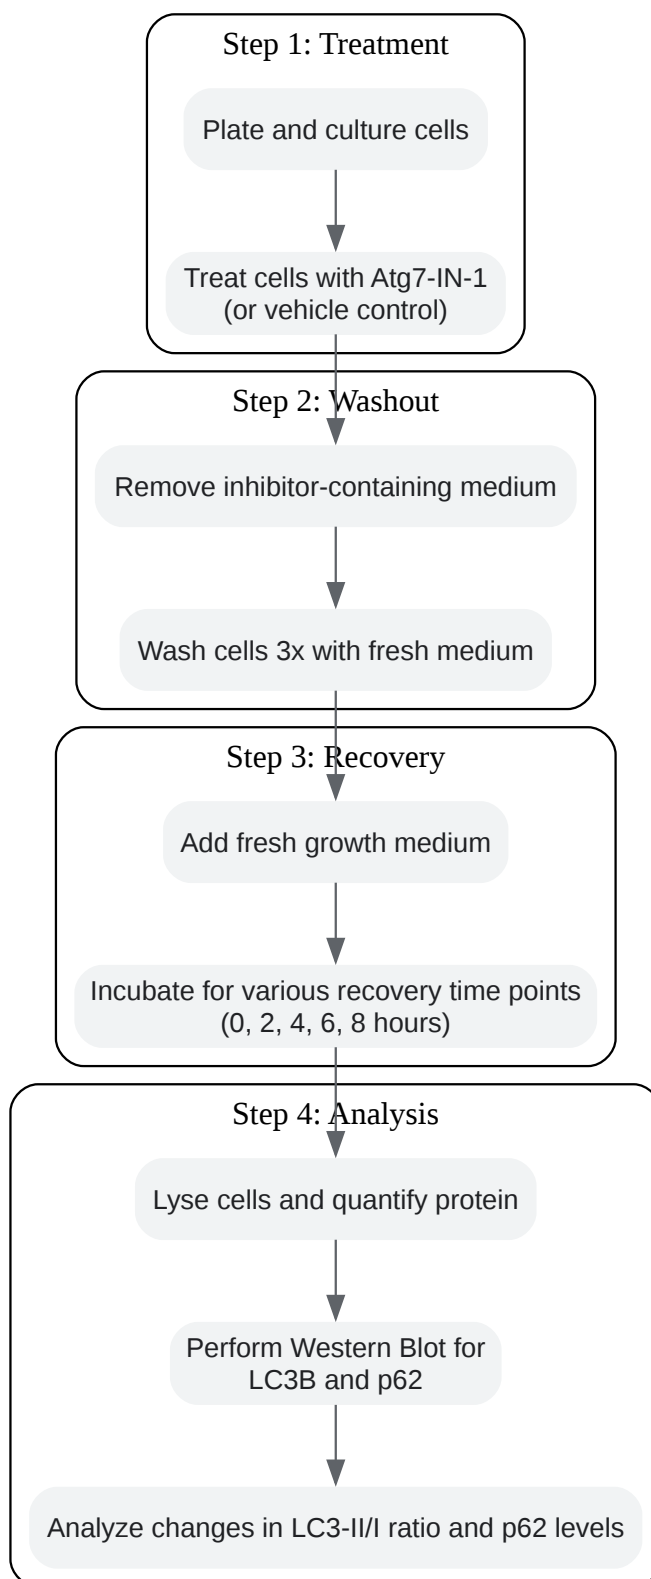 Step 1: Treatment
Plate and culture cells
Treat cells with Atg7-IN-1
(or vehicle control)
Step 2: Washout
Remove inhibitor-containing medium
Wash cells 3x with fresh medium
Step 3: Recovery
Add fresh growth medium
Incubate for various recovery time points
(0, 2, 4, 6, 8 hours)
Step 4: Analysis
Lyse cells and quantify protein
Perform Western Blot for
LC3B and p62
Analyze changes in LC3-II/I ratio and p62 levels